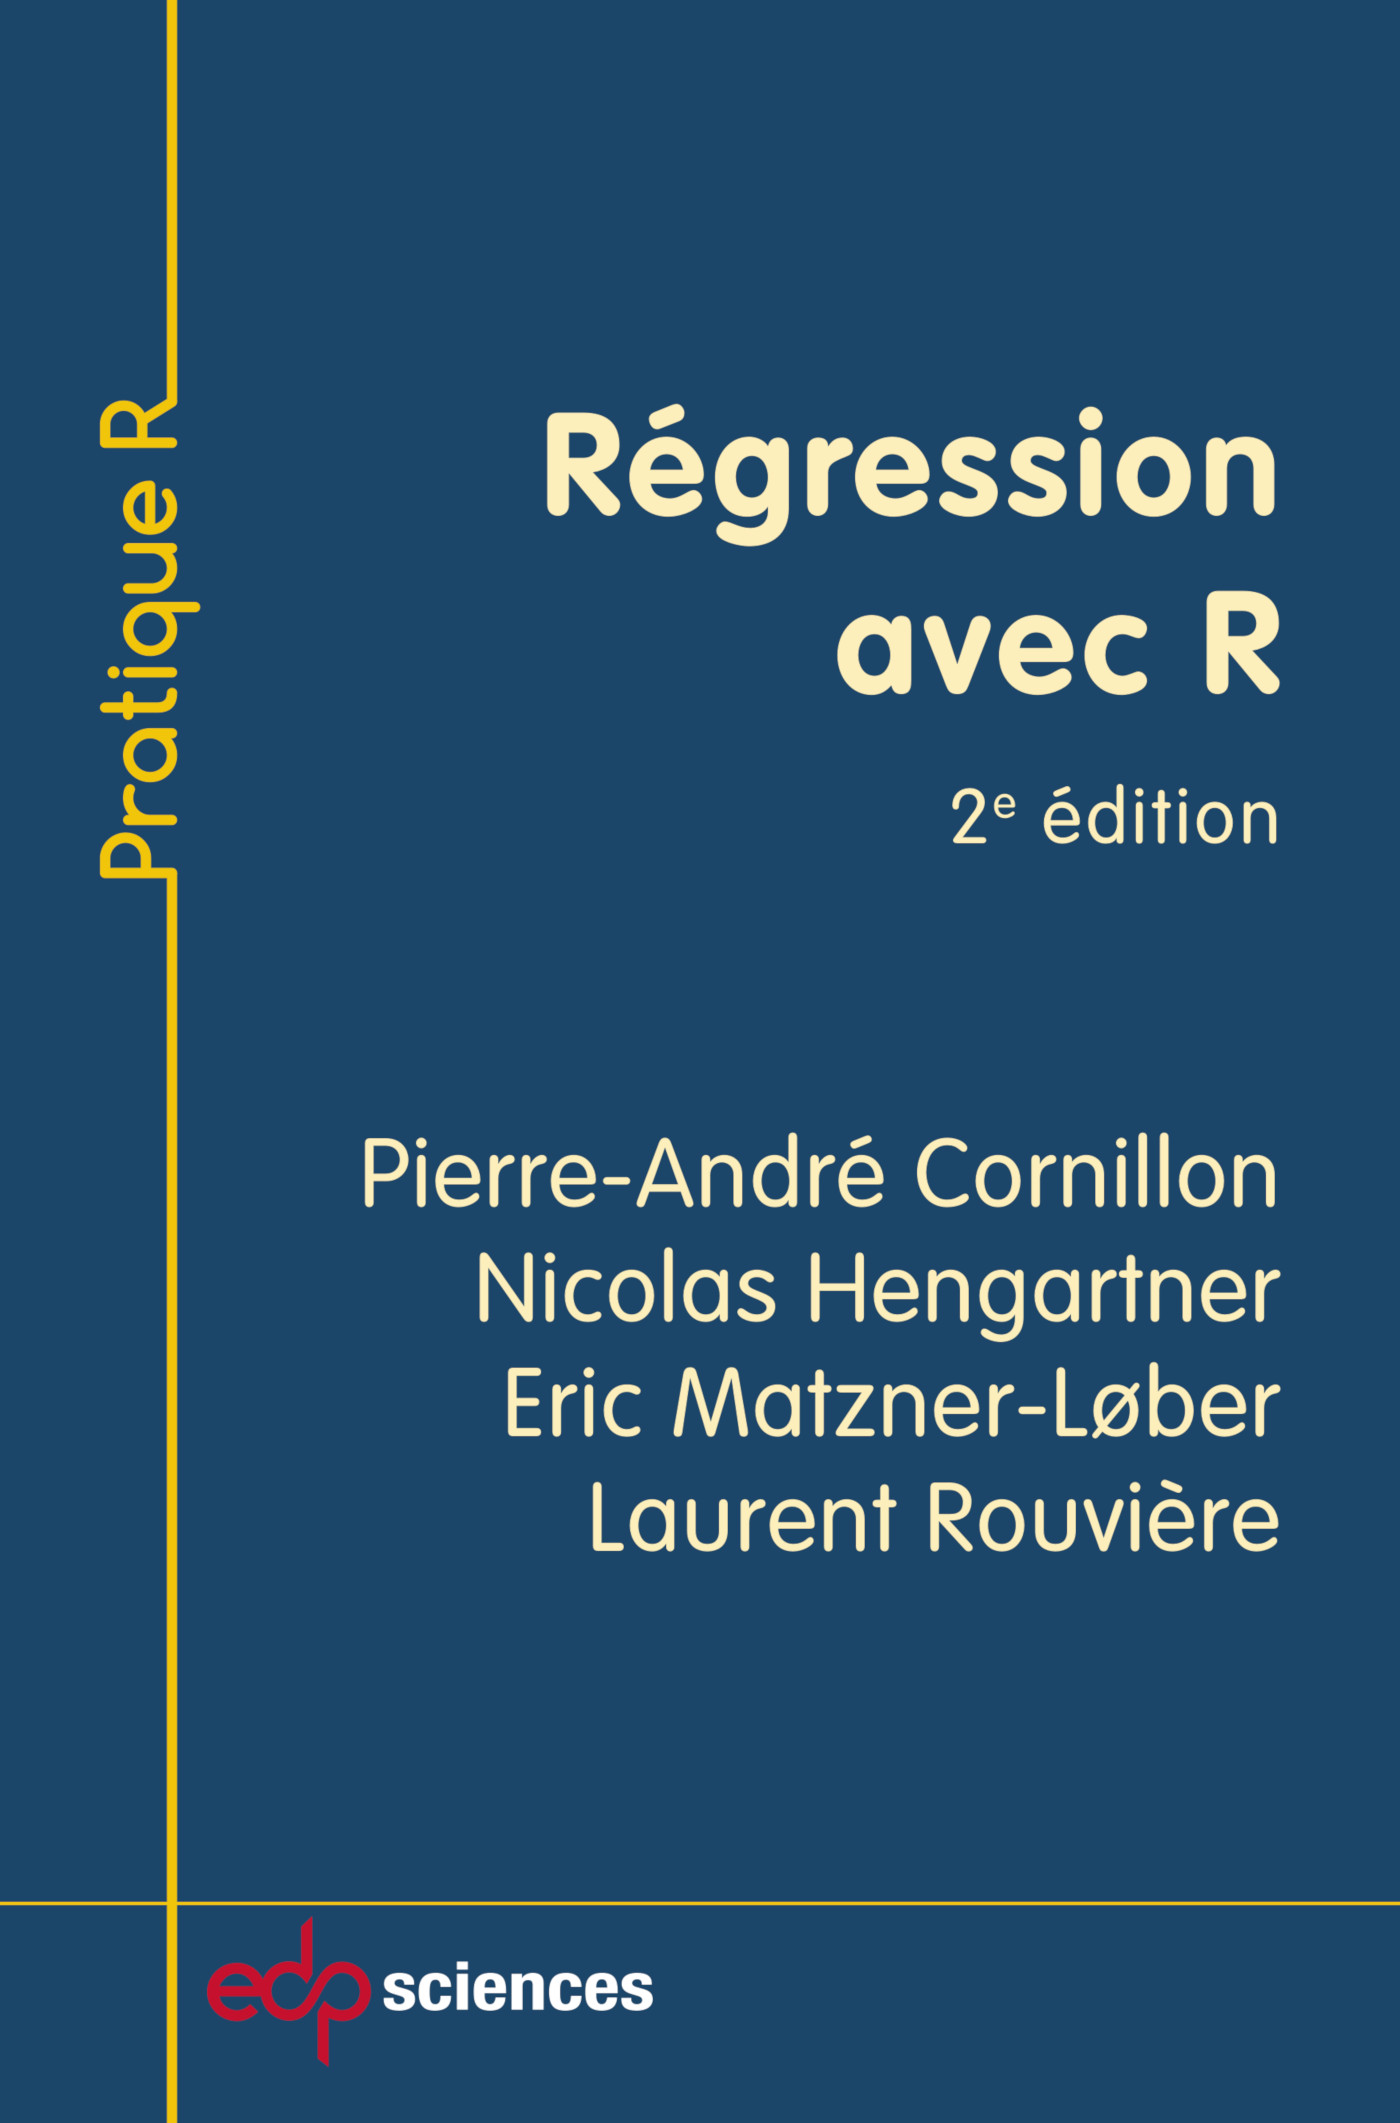 Pratique R
Régression
avec R
2e édition
Pierre-André Cornillon
Nicolas Hengartner
Eric Matzner-Løber
Laurent Rouvière
edp sciences